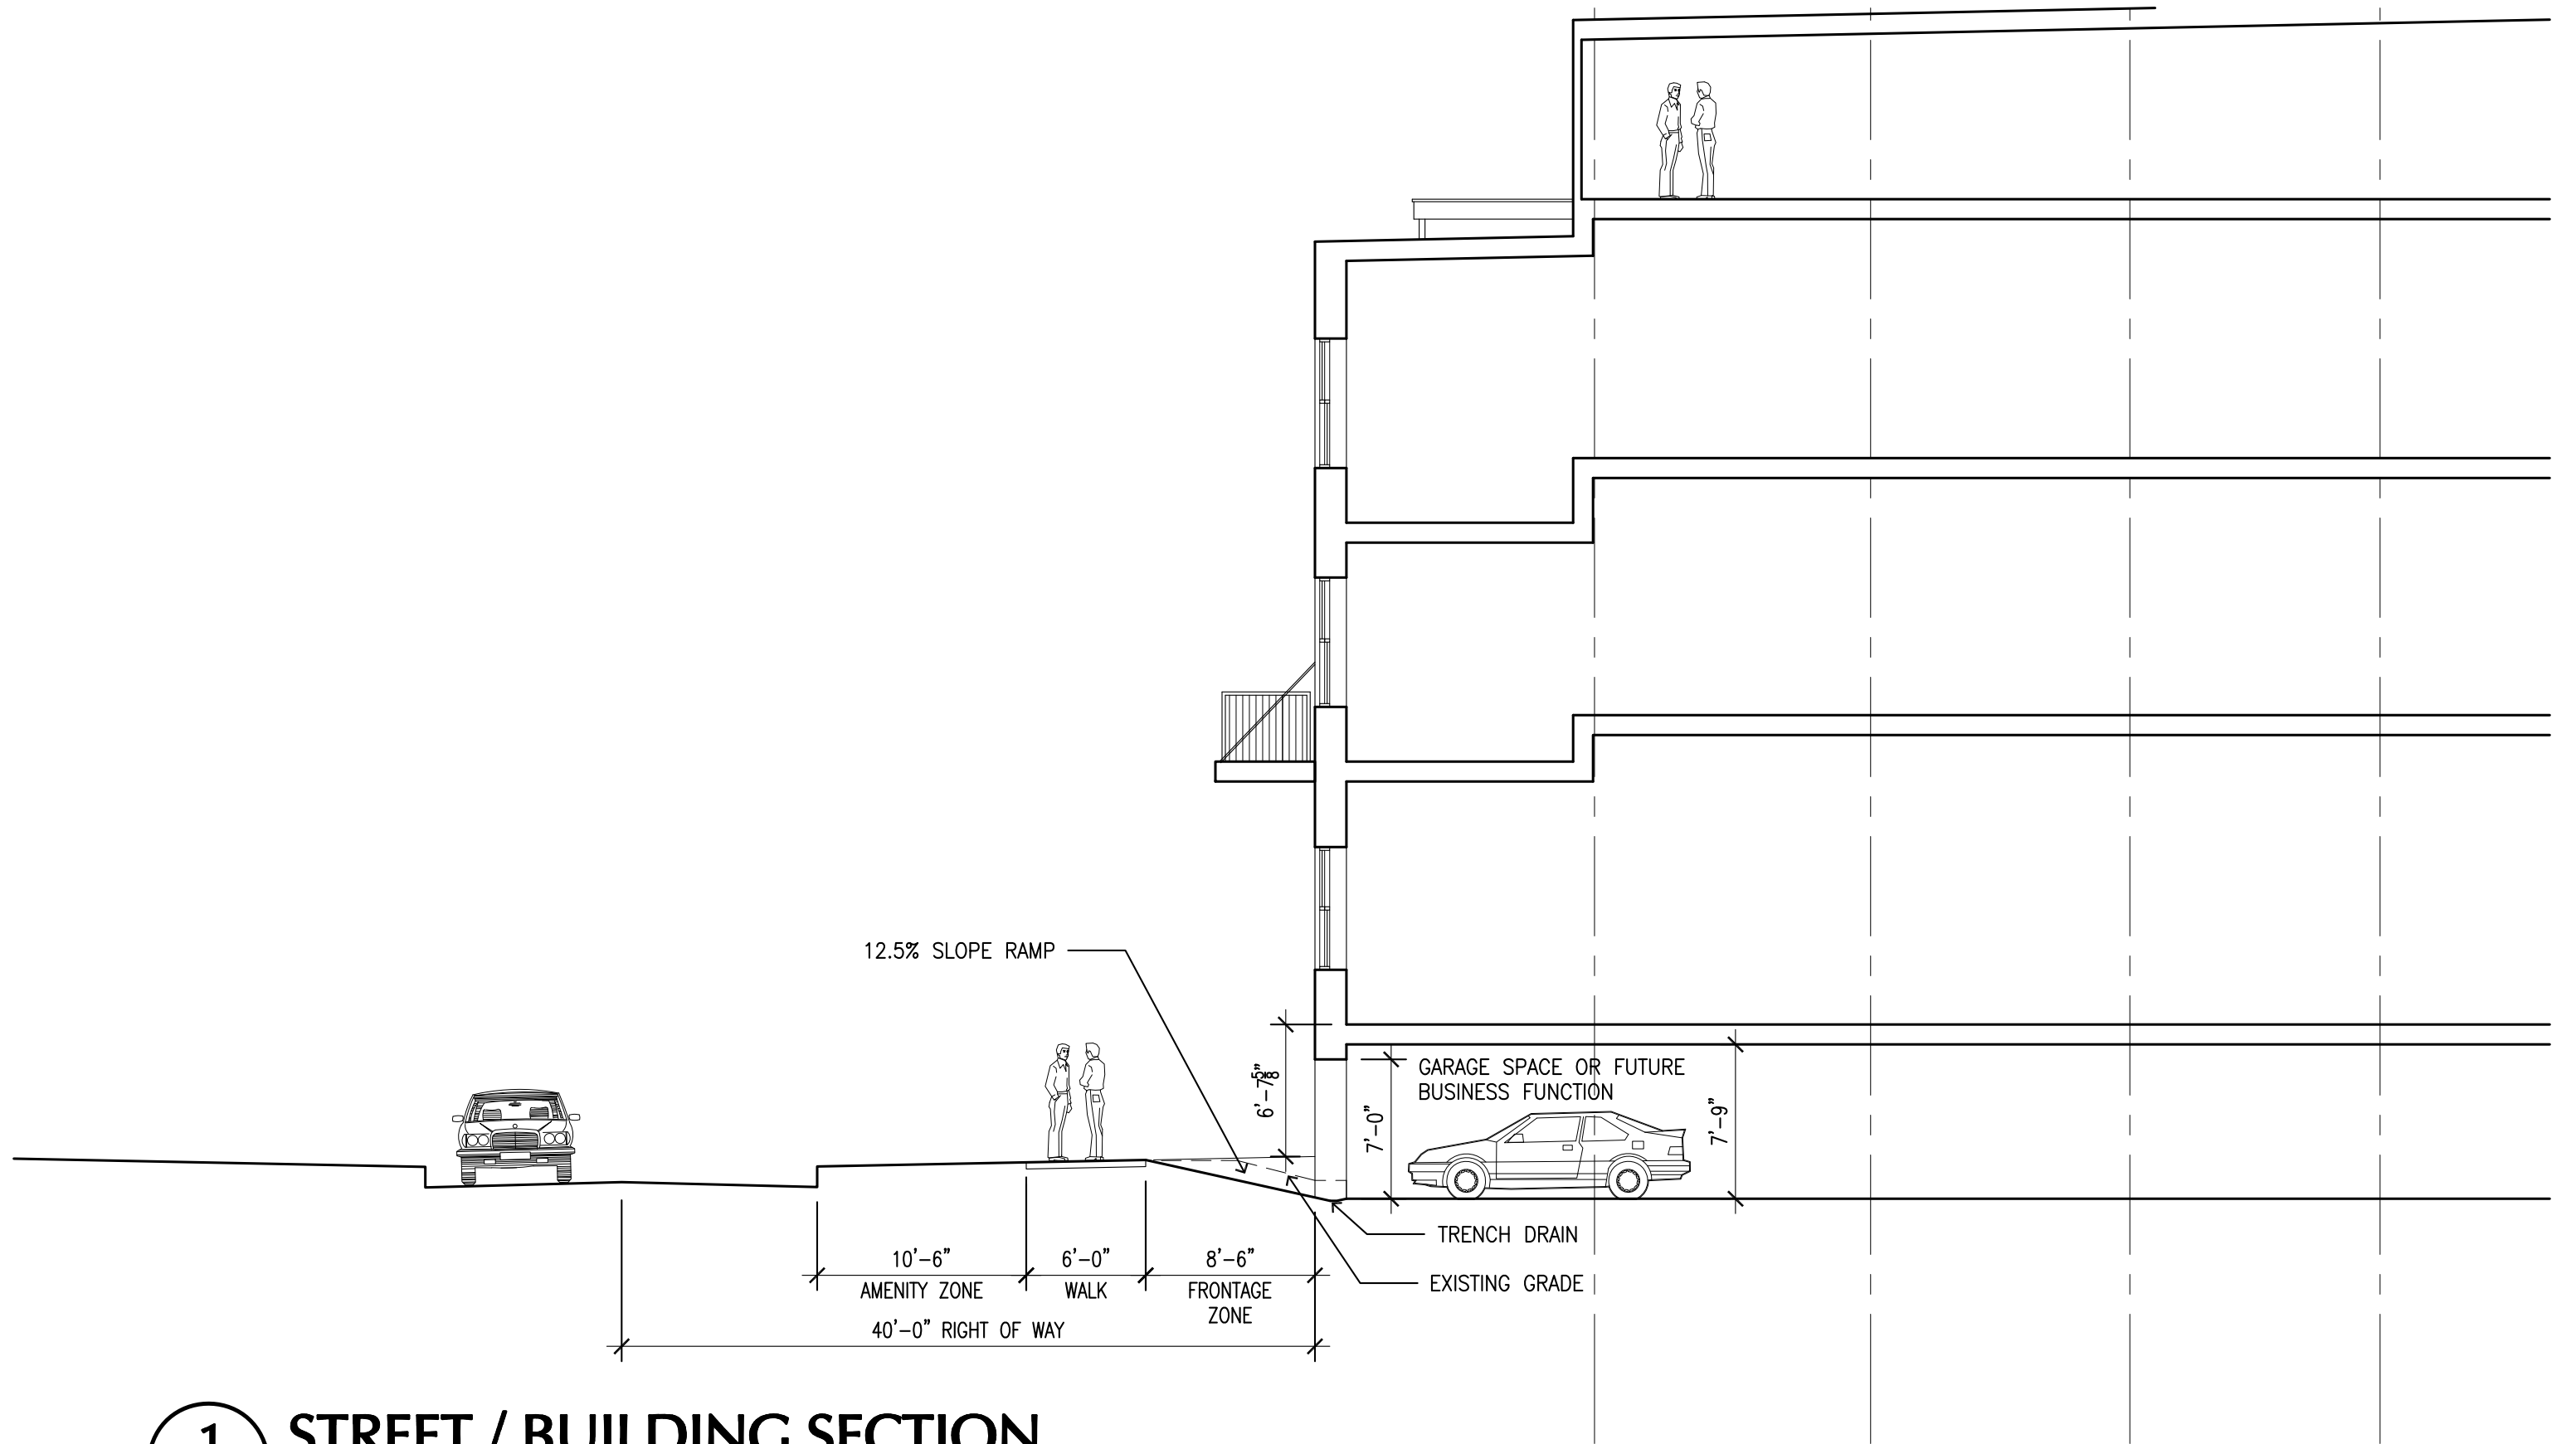 12.5% SLOPE RAMP
6'-7 5/8"
7'-0"
GARAGE SPACE OR FUTURE
BUSINESS FUNCTION
7'-9"
TRENCH DRAIN
EXISTING GRADE
10'-6"
6'-0"
8'-6"
AMENITY ZONE
WALK
FRONTAGE
ZONE
40'-0" RIGHT OF WAY
1
STREET / BUILDING SECTION